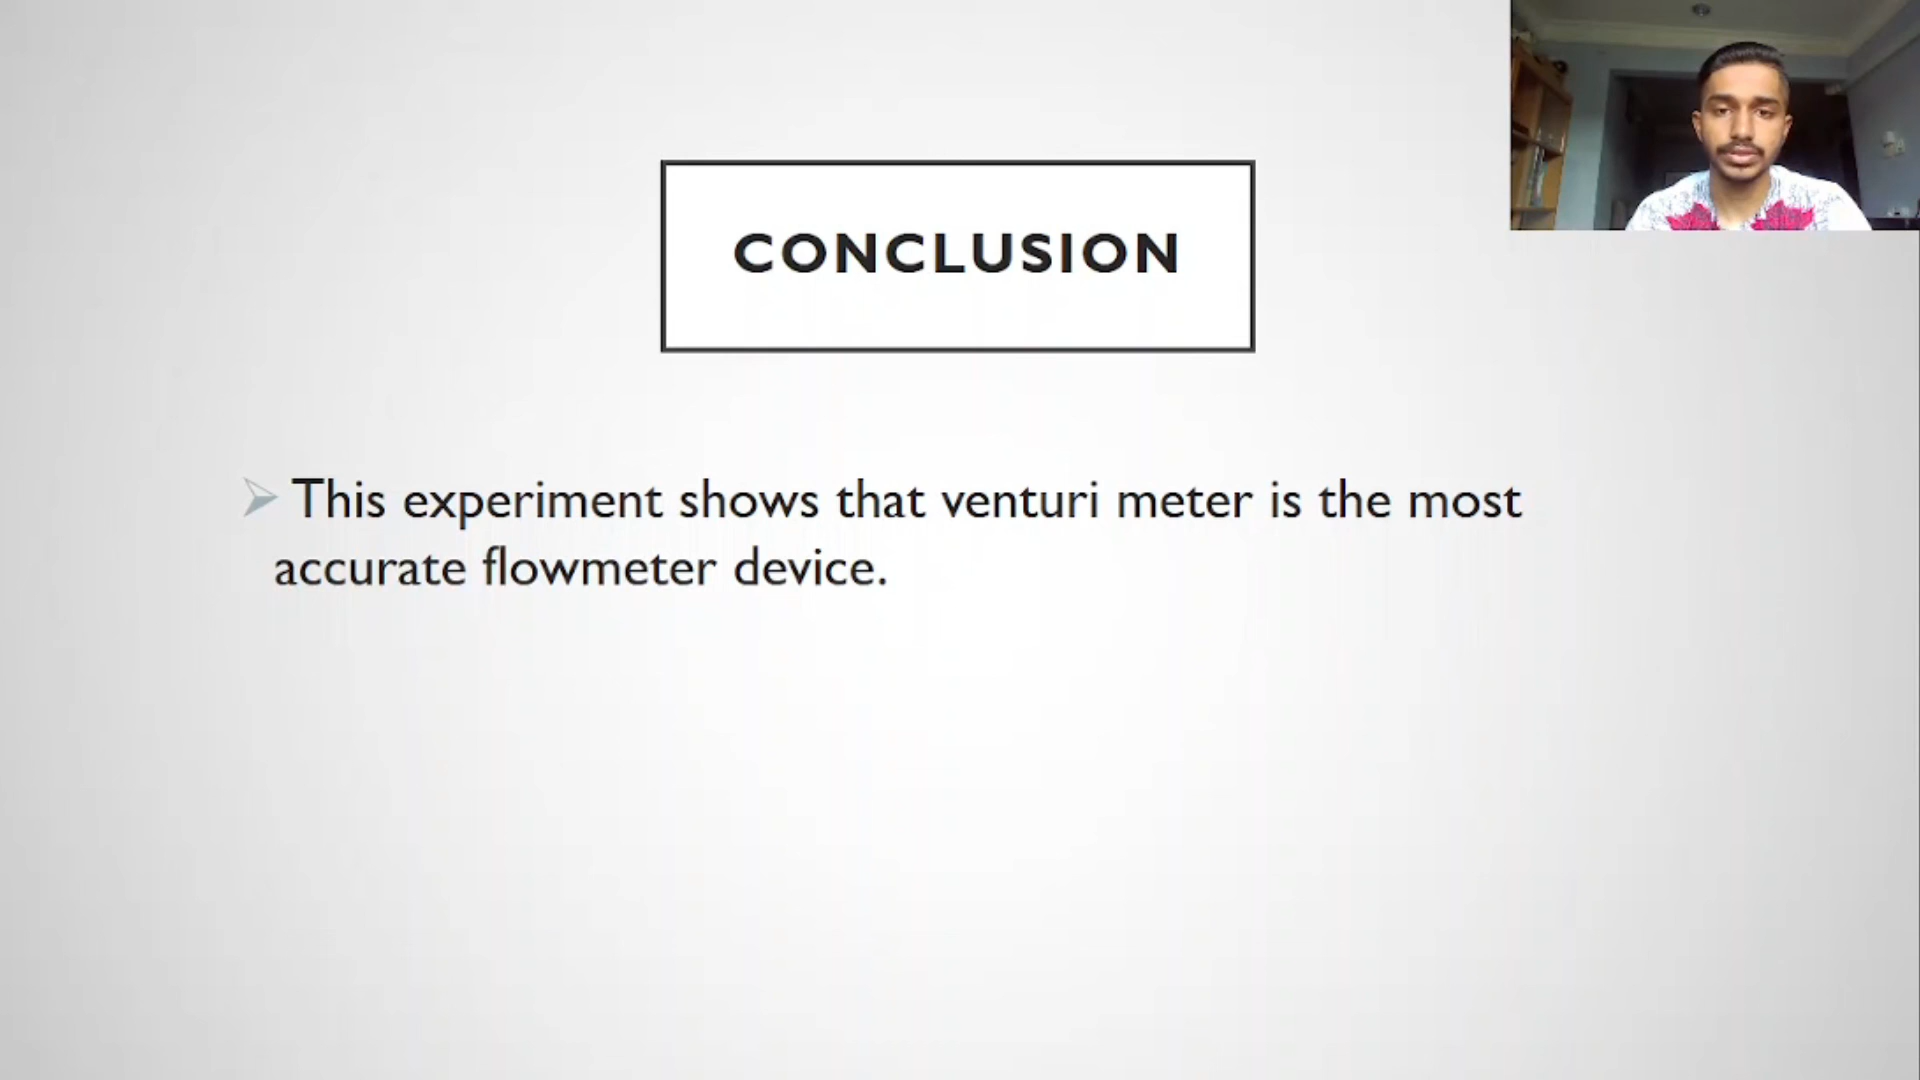 CONCLUSION
This experiment shows that venturi meter is the most
accurate flowmeter device.